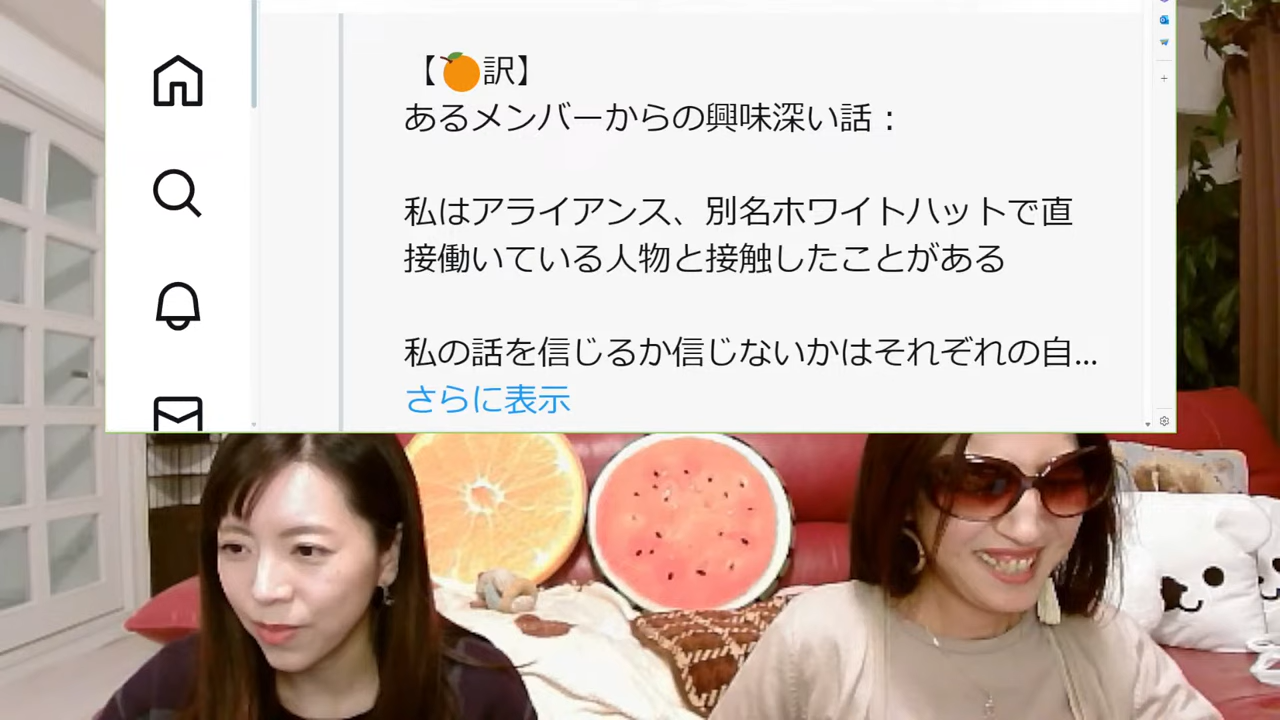 【🍊訳】
あるメンバーからの興味深い話：
私はアライアンス、別名ホワイトハットで直
接働いている人物と接触したことがある
私の話を信じるか信じないかはそれぞれの自...
さらに表示